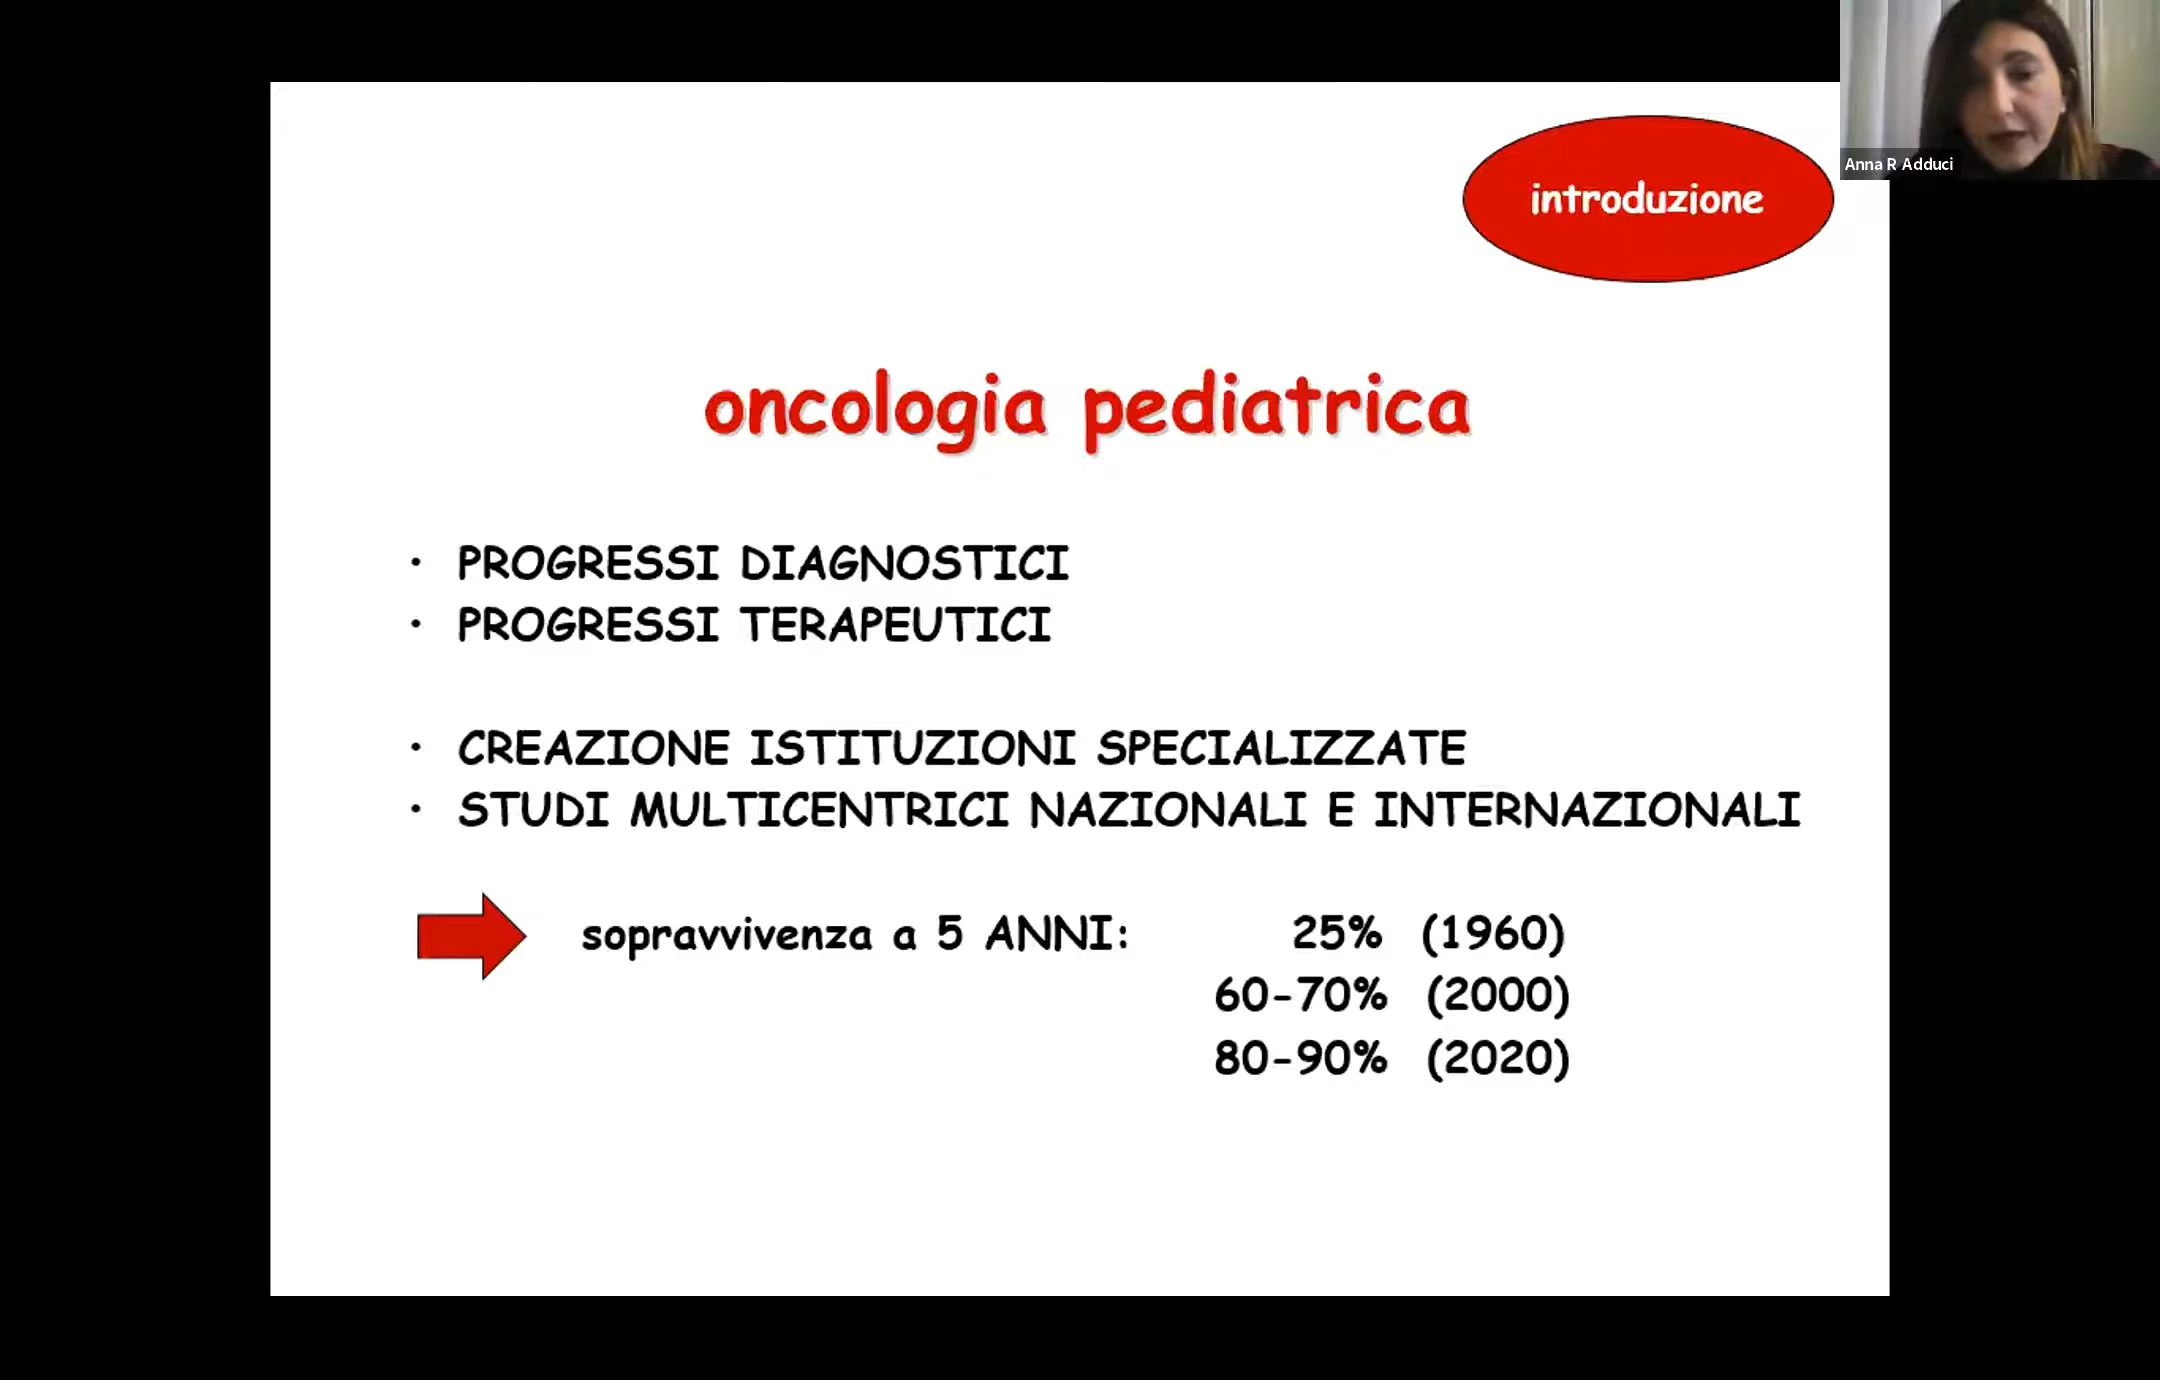 Anna R Adduci
introduzione
oncologia pediatrica
• PROGRESSI DIAGNOSTICI
• PROGRESSI TERAPEUTICI
• CREAZIONE ISTITUZIONI SPECIALIZZATE
• STUDI MULTICENTRICI NAZIONALI E INTERNAZIONALI
sopravvivenza a 5 ANNI: 25% (1960)
60-70% (2000)
80-90% (2020)